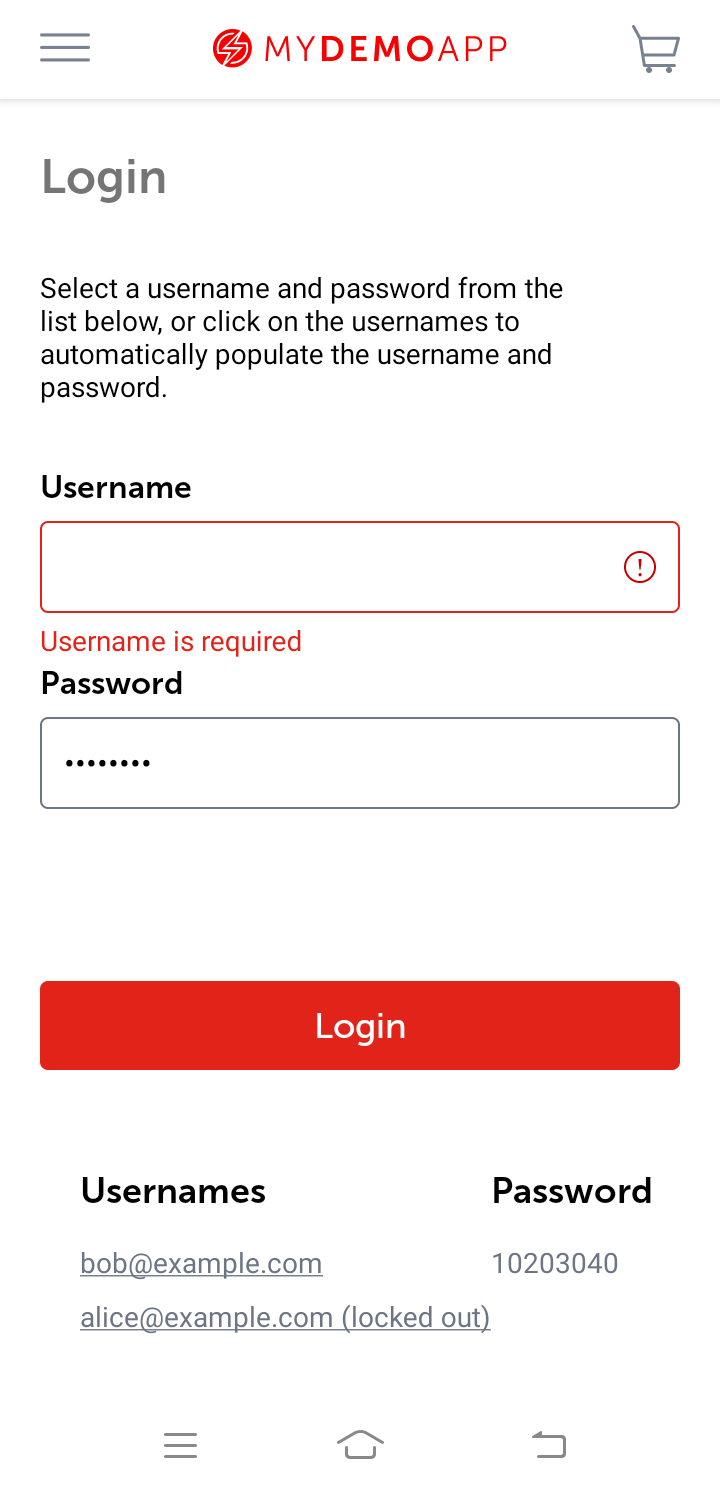 MYDEMOAPP
Login
Select a username and password from the
list below, or click on the usernames to
automatically populate the username and
password.
Username
Username is required
Password
••••••••
Login
Usernames Password
bob@example.com 10203040
alice@example.com (locked out)